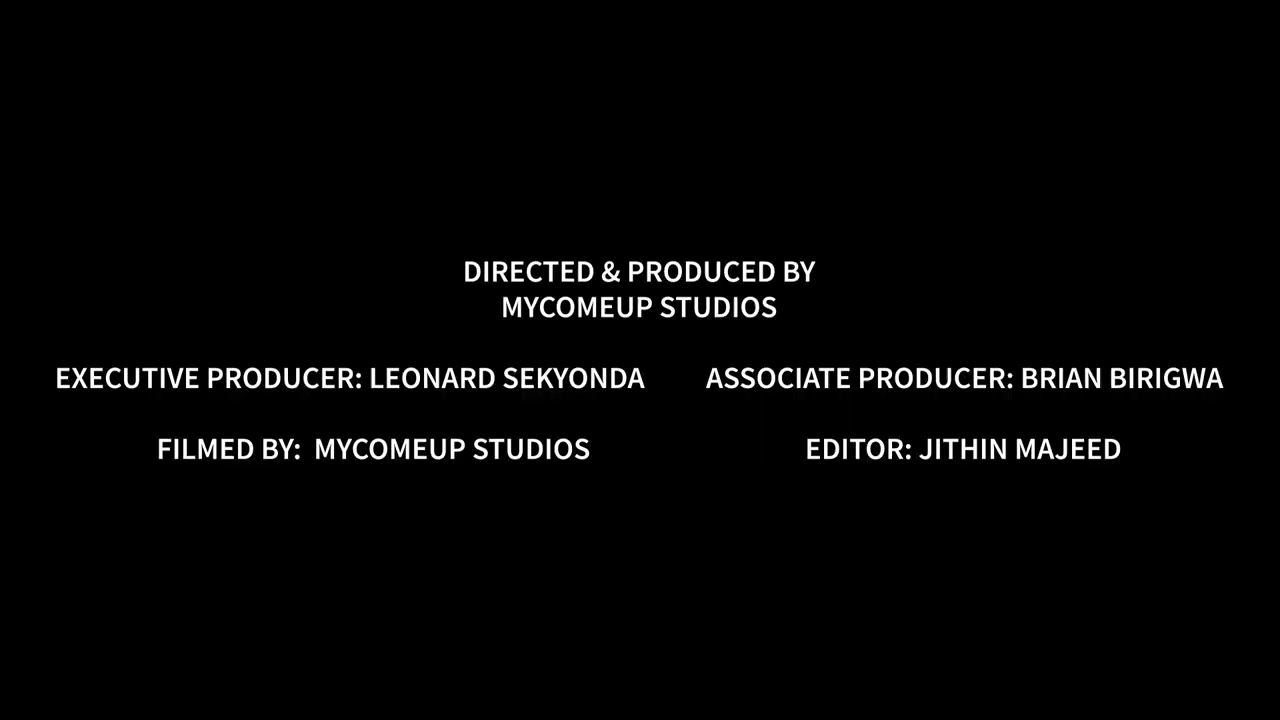 DIRECTED & PRODUCED BY
MYCOMEUP STUDIOS
EXECUTIVE PRODUCER: LEONARD SEKYONDA
ASSOCIATE PRODUCER: BRIAN BIRIGWA
FILMED BY: MYCOMEUP STUDIOS
EDITOR: JITHIN MAJEED